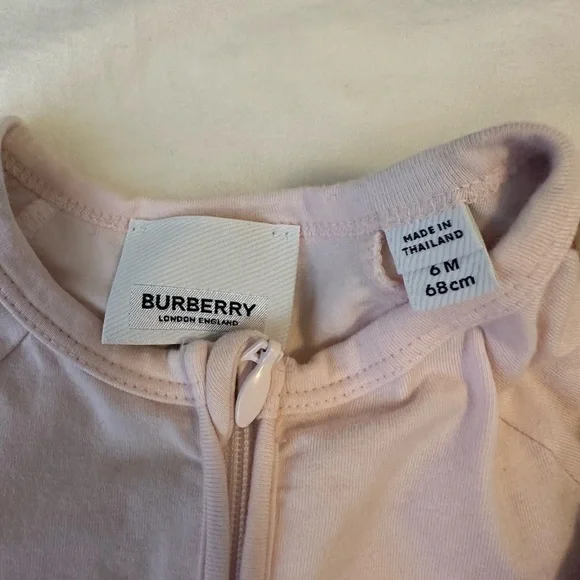 BURBERRY
LONDON ENGLAND
MADE IN
THAILAND
6 M
68cm